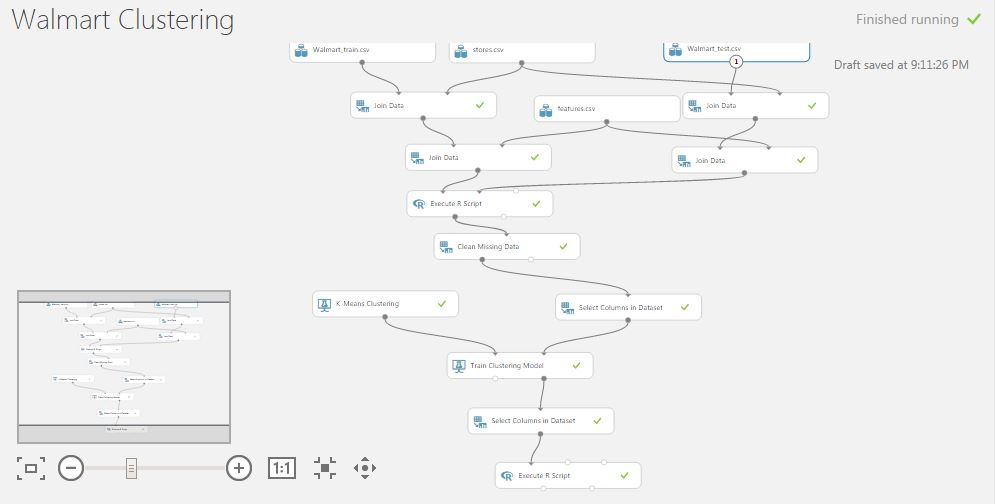 Walmart Clustering
Finished running
Draft saved at 9:11:26 PM
Walmart_train.csv
stores.csv
Walmart_test.csv
1
Join Data
features.csv
Join Data
Join Data
Join Data
Execute R Script
Clean Missing Data
K-Means Clustering
Select Columns in Dataset
Train Clustering Model
Select Columns in Dataset
Execute R Script
1:1